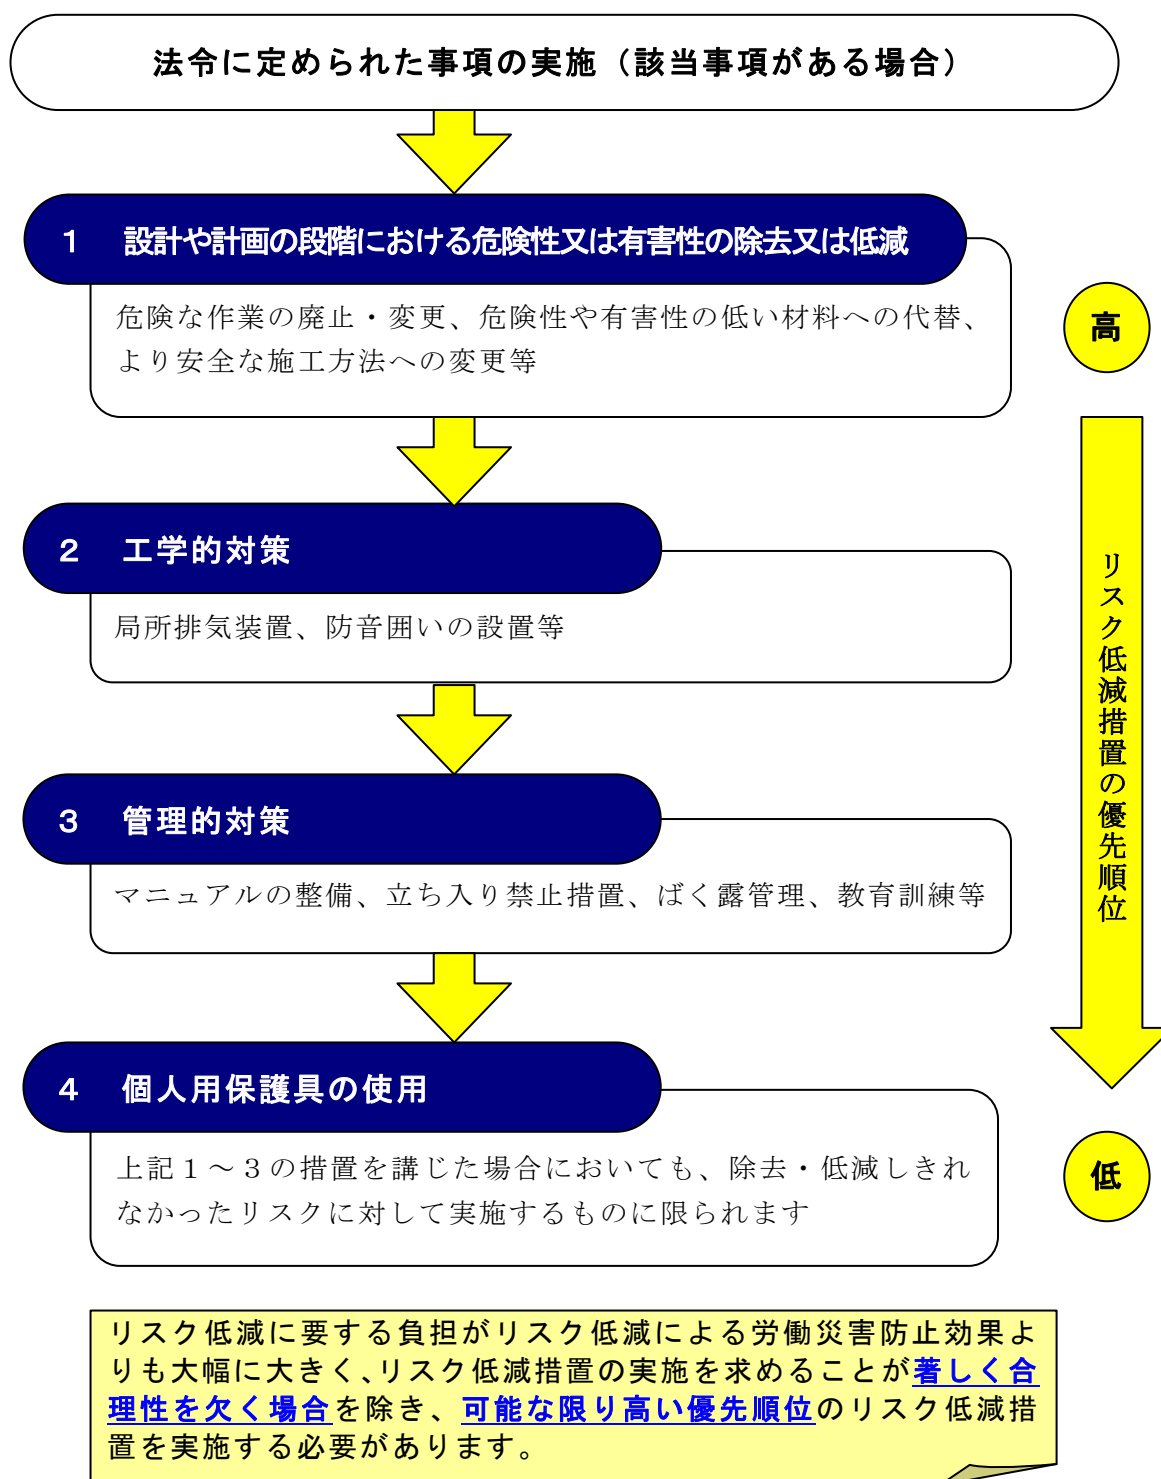 法令に定められた事項の実施（該当事項がある場合）
１　設計や計画の段階における危険性又は有害性の除去又は低減
危険な作業の廃止・変更、危険性や有害性の低い材料への代替、
より安全な施工方法への変更等
高
２　工学的対策
局所排気装置、防音囲いの設置等
リスク低減措置の優先順位
３　管理的対策
マニュアルの整備、立ち入り禁止措置、ばく露管理、教育訓練等
４　個人用保護具の使用
上記１～３の措置を講じた場合においても、除去・低減しきれ
なかったリスクに対して実施するものに限られます
低
リスク低減に要する負担がリスク低減による労働災害防止効果よ
りも大幅に大きく、リスク低減措置の実施を求めることが著しく合
理性を欠く場合を除き、可能な限り高い優先順位のリスク低減措
置を実施する必要があります。